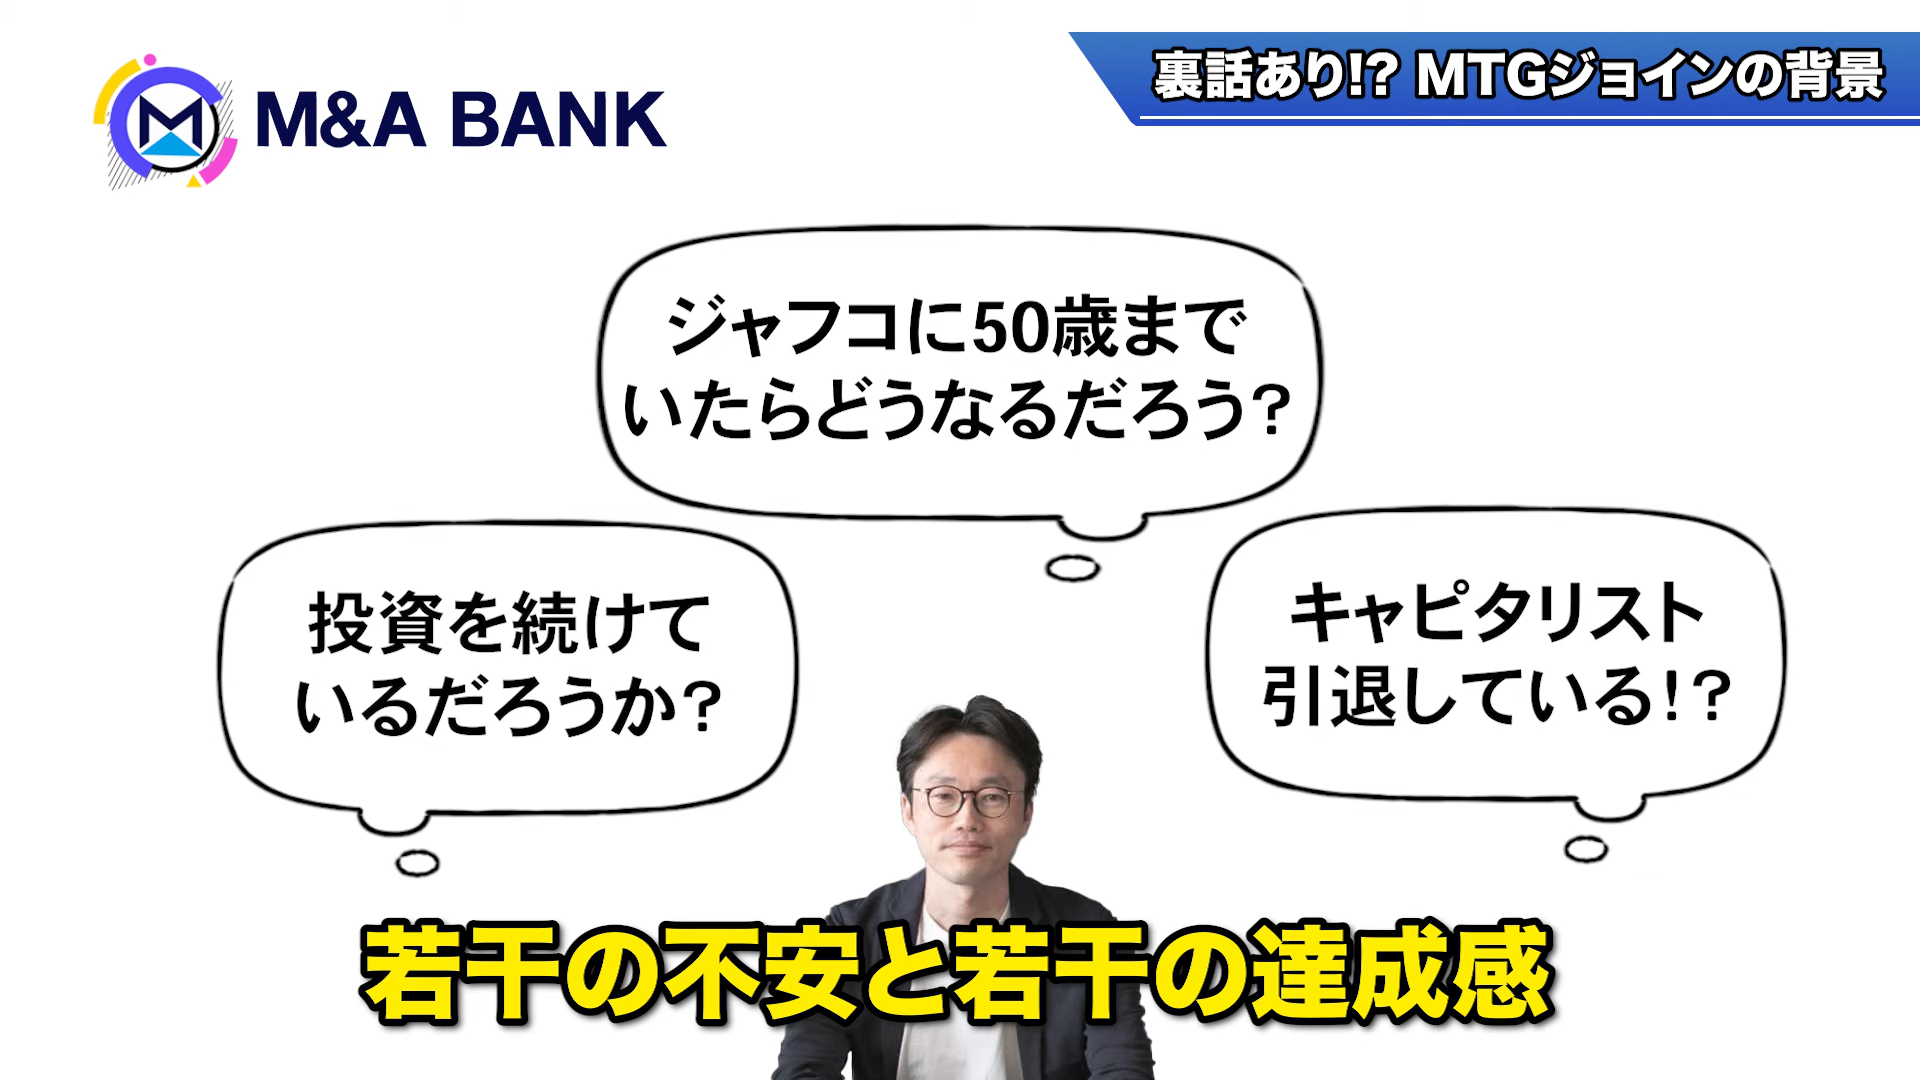 M&A BANK
裏話あり!? MTGジョインの背景
ジャフコに50歳まで
いたらどうなるだろう?
投資を続けて
いるだろうか?
キャピタリスト
引退している!?
若干の不安と若干の達成感